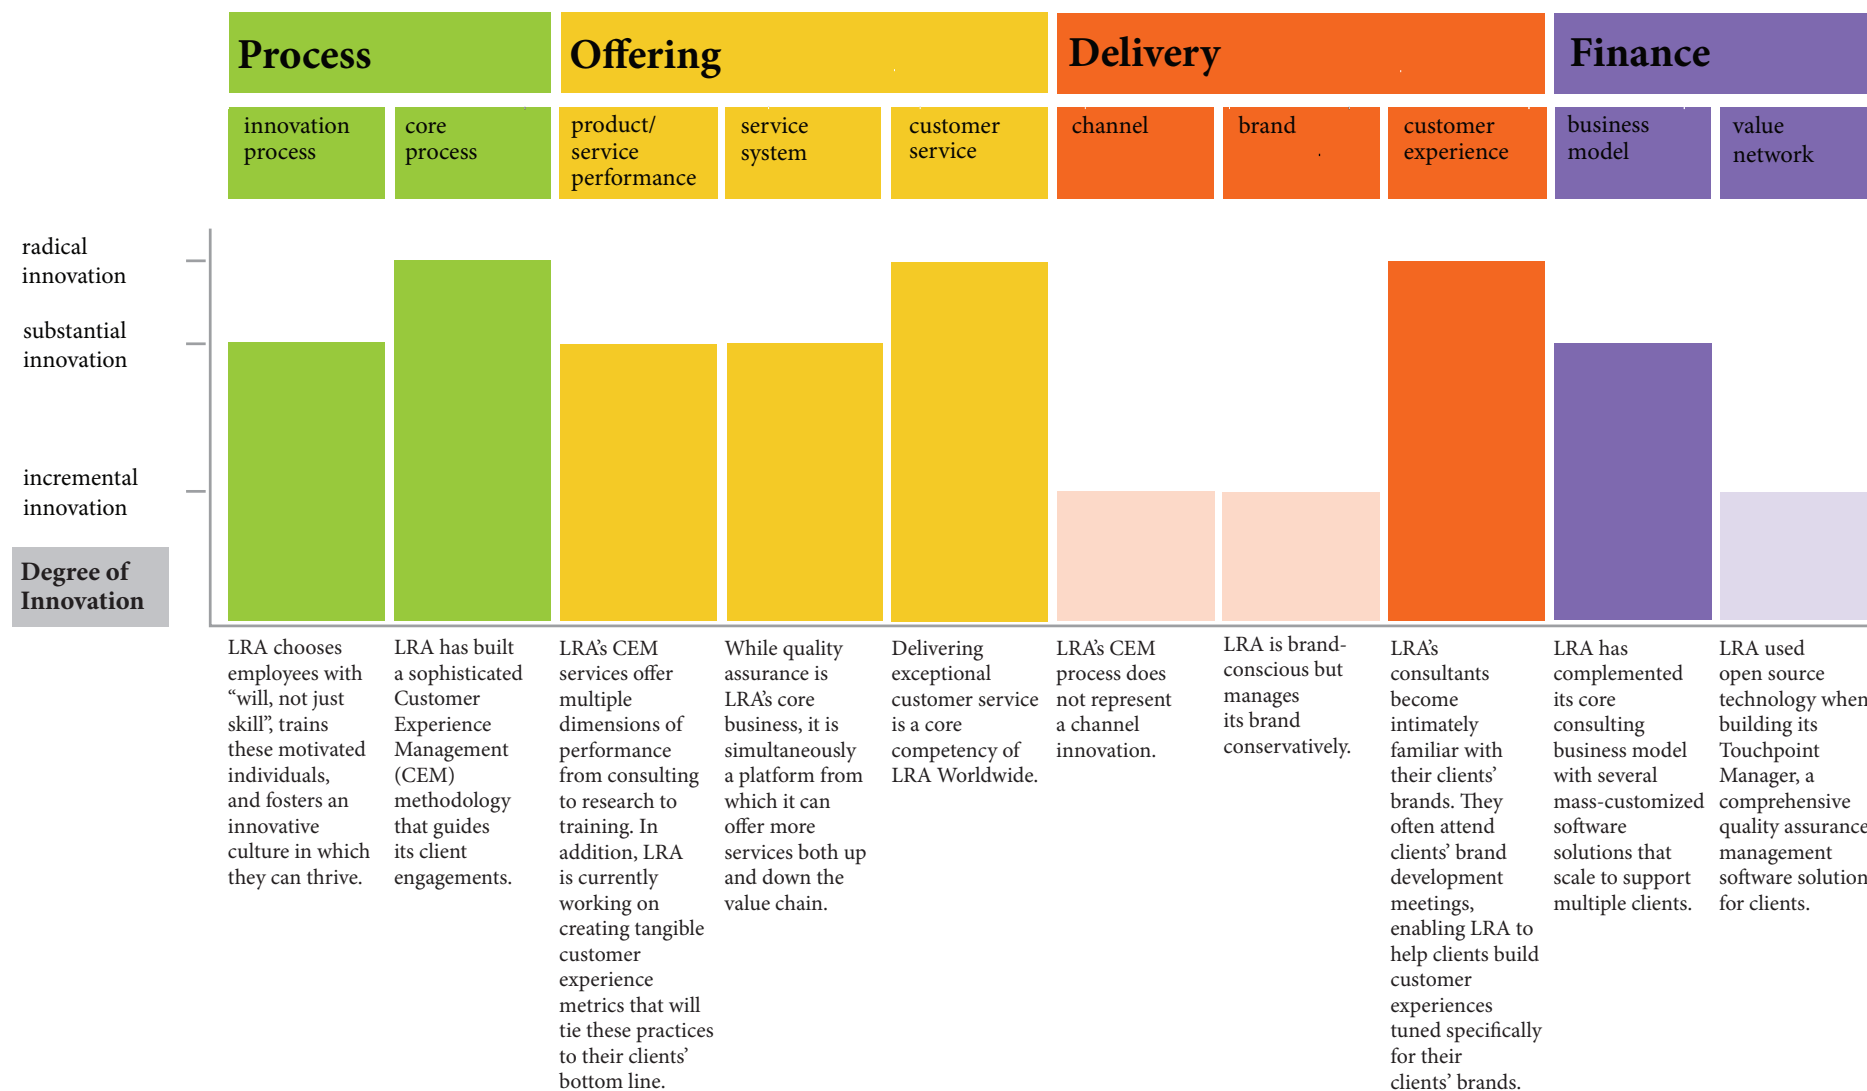 Process
Offering
Delivery
Finance
innovation
process
core
process
product/
service
performance
service
system
customer
service
channel
brand
customer
experience
business
model
value
network
radical
innovation
substantial
innovation
incremental
innovation
Degree of
Innovation
LRA chooses
employees with
“will, not just
skill”, trains
these motivated
individuals,
and fosters an
innovative
culture in which
they can thrive.
LRA has built
a sophisticated
Customer
Experience
Management
(CEM)
methodology
that guides
its client
engagements.
LRA’s CEM
services offer
multiple
dimensions of
performance
from consulting
to research to
training. In
addition, LRA
is currently
working on
creating tangible
customer
experience
metrics that will
tie these practices
to their clients’
bottom line.
While quality
assurance is
LRA’s core
business, it is
simultaneously
a platform from
which it can
offer more
services both up
and down the
value chain.
Delivering
exceptional
customer service
is a core
competency of
LRA Worldwide.
LRA’s CEM
process does
not represent
a channel
innovation.
LRA is brand-
conscious but
manages
its brand
conservatively.
LRA’s
consultants
become
intimately
familiar with
their clients’
brands. They
often attend
clients’ brand
development
meetings,
enabling LRA to
help clients build
customer
experiences
tuned specifically
for their
clients’ brands.
LRA has
complemented
its core
consulting
business model
with several
mass-customized
software
solutions that
scale to support
multiple clients.
LRA used
open source
technology when
building its
Touchpoint
Manager, a
comprehensive
quality assurance
management
software solution
for clients.